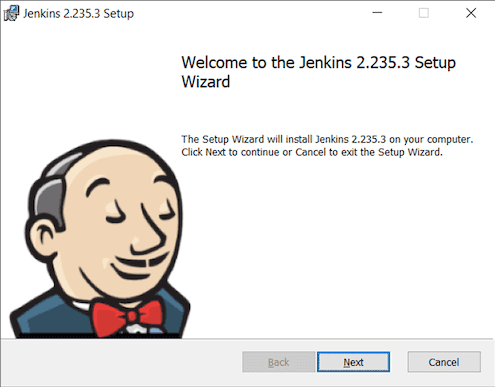 Jenkins 2.235.3 Setup
Welcome to the Jenkins 2.235.3 Setup
Wizard
The Setup Wizard will install Jenkins 2.235.3 on your computer.
Click Next to continue or Cancel to exit the Setup Wizard.
Back
Next
Cancel